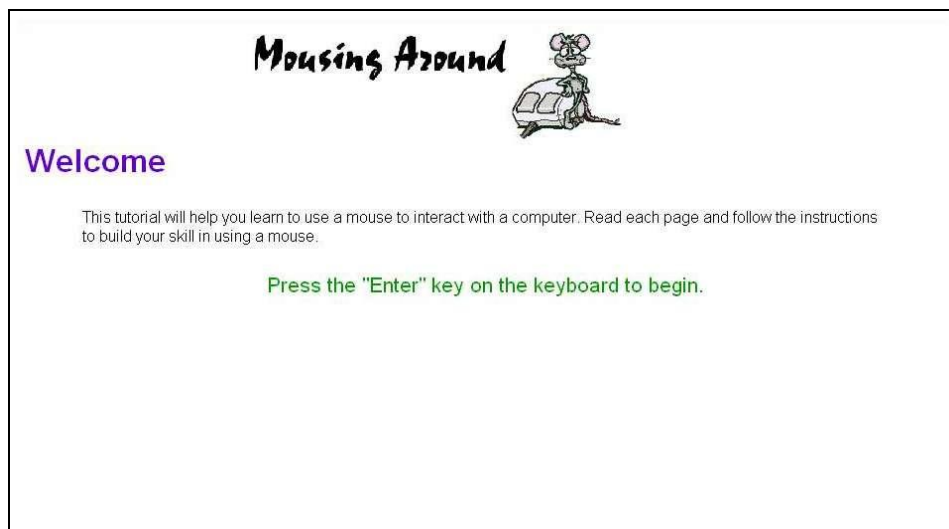 Mousing Around
Welcome
This tutorial will help you learn to use a mouse to interact with a computer. Read each page and follow the instructions
to build your skill in using a mouse.
Press the "Enter" key on the keyboard to begin.